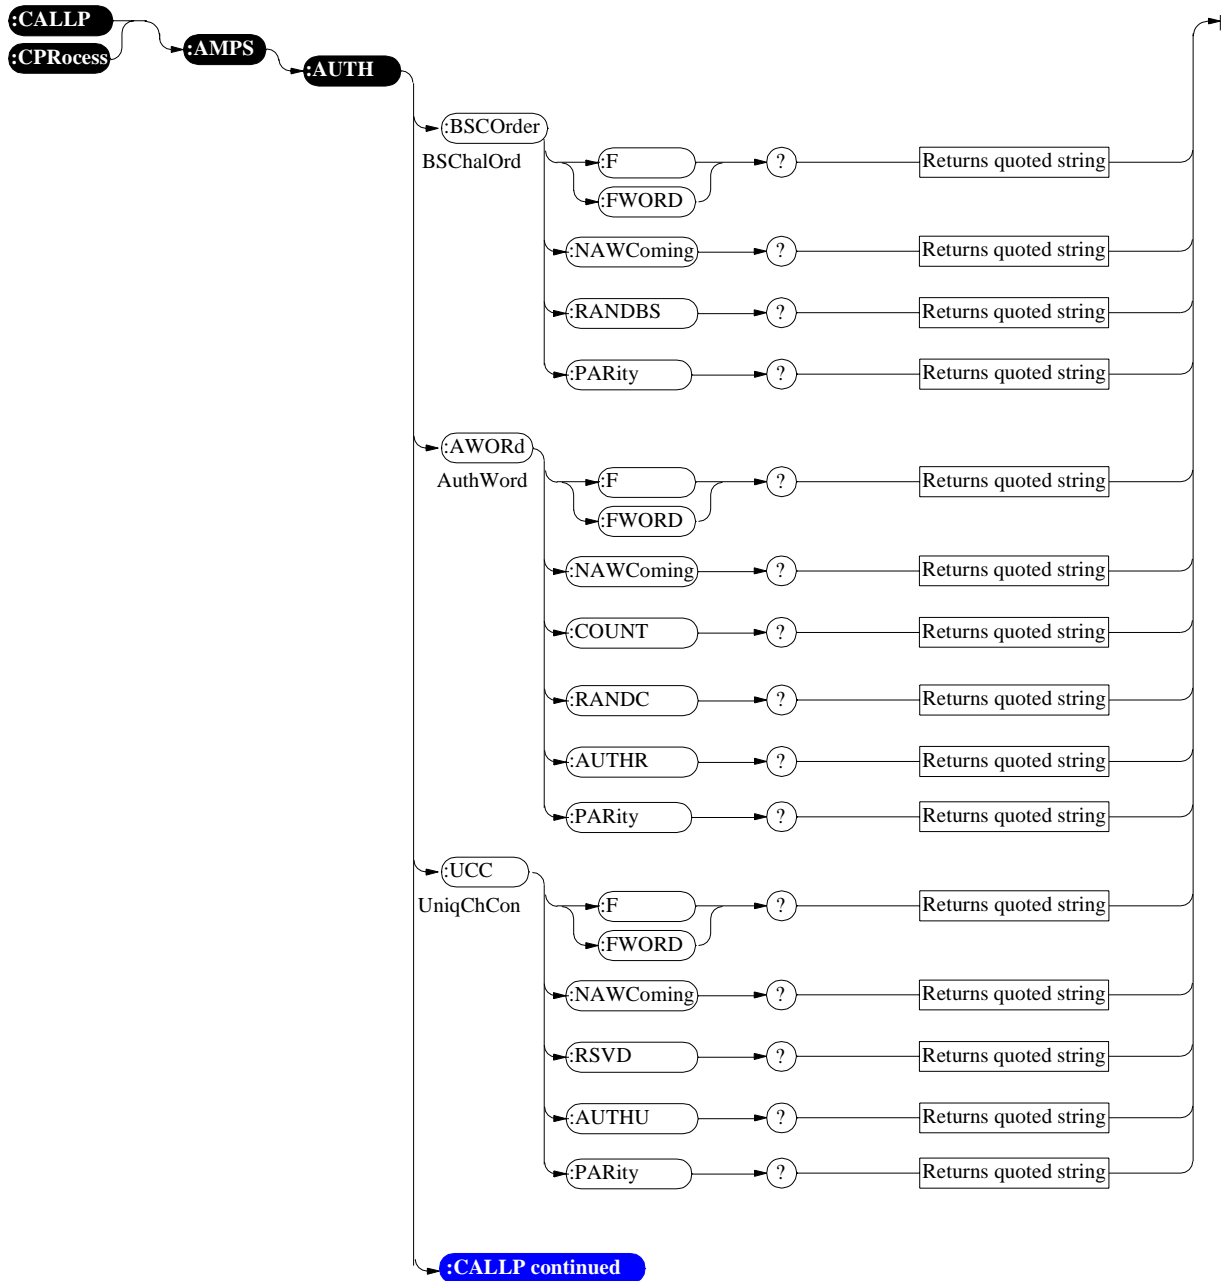 :CALLP
:CPRocess
:AMPS
:AUTH
:BSCOrder
BSChalOrd
:F ? Returns quoted string
:FWORD
:NAWComing ? Returns quoted string
:RANDBS ? Returns quoted string
:PARity ? Returns quoted string
:AWORd
AuthWord
:F ? Returns quoted string
:FWORD
:NAWComing ? Returns quoted string
:COUNT ? Returns quoted string
:RANDC ? Returns quoted string
:AUTHR ? Returns quoted string
:PARity ? Returns quoted string
:UCC
UniqChCon
:F ? Returns quoted string
:FWORD
:NAWComing ? Returns quoted string
:RSVD ? Returns quoted string
:AUTHU ? Returns quoted string
:PARity ? Returns quoted string
:CALLP continued